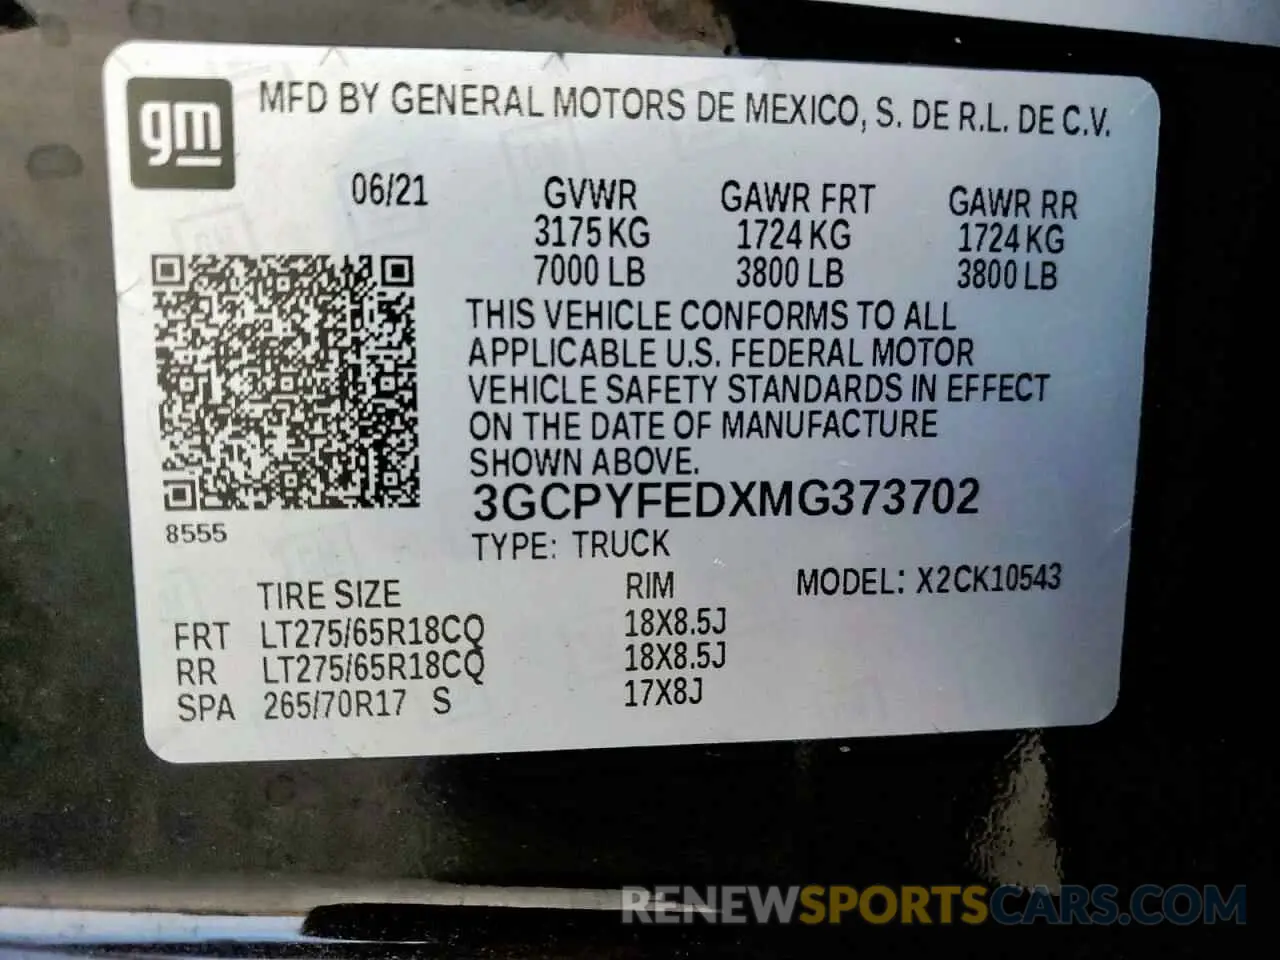 gm
MFD BY GENERAL MOTORS DE MEXICO, S. DE R.L. DE C.V.
06/21 GVWR GAWR FRT GAWR RR
3175 KG 1724 KG 1724 KG
7000 LB 3800 LB 3800 LB
THIS VEHICLE CONFORMS TO ALL
APPLICABLE U.S. FEDERAL MOTOR
VEHICLE SAFETY STANDARDS IN EFFECT
ON THE DATE OF MANUFACTURE
SHOWN ABOVE.
3GCPYFEDXMG373702
8555
TYPE: TRUCK
TIRE SIZE RIM MODEL: X2CK10543
FRT LT275/65R18CQ 18X8.5J
RR LT275/65R18CQ 18X8.5J
SPA 265/70R17 S 17X8J
RENEWSPORTSCARS.COM